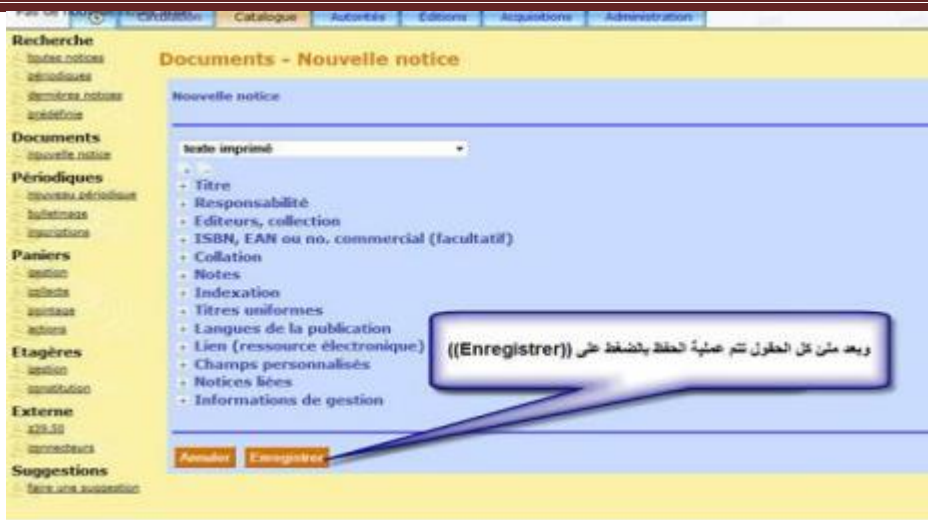 Circulation Catalogue Autorités Editions Acquisitions Administration
Recherche
toutes notices
périodiques
dernières notices
prédéfinie
Documents
nouvelle notice
Périodiques
nouveau périodique
bulletinage
Paniers
gestion
collecte
pointage
actions
Etagères
gestion
constitution
Externe
z39.50
connecteurs
Suggestions
faire une suggestion
Documents - Nouvelle notice
Nouvelle notice
texte imprimé
+ Titre
+ Responsabilité
+ Editeurs, collection
+ ISBN, EAN ou no. commercial (facultatif)
+ Collation
+ Notes
+ Indexation
+ Titres uniformes
+ Langues de la publication
+ Lien (ressource électronique)
+ Champs personnalisés
+ Notices liées
+ Informations de gestion
وبعد ملئ كل الحقول تتم عملية الحفظ بالضغط على ((Enregistrer))
Annuler Enregistrer